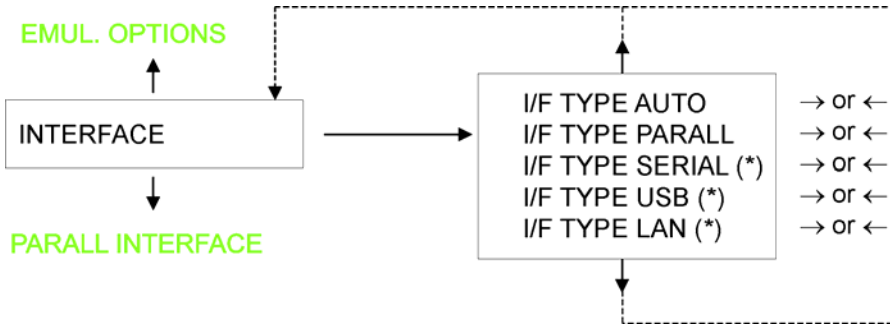 EMUL. OPTIONS
INTERFACE
PARALL INTERFACE
I/F TYPE AUTO → or ←
I/F TYPE PARALL → or ←
I/F TYPE SERIAL (*) → or ←
I/F TYPE USB (*) → or ←
I/F TYPE LAN (*) → or ←